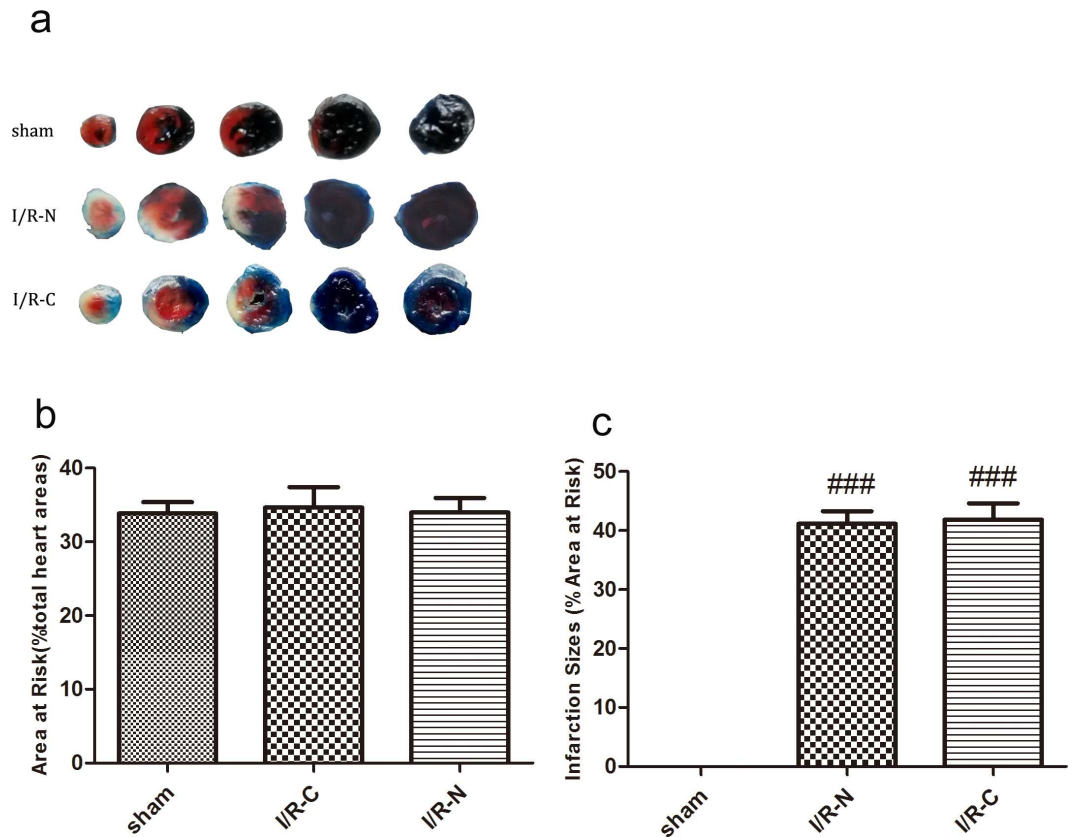 a
sham
I/R-N
I/R-C
b
Area at Risk(%total heart areas)
40
30
20
10
0
sham
I/R-C
I/R-N
c
Infarction Sizes (% Area at Risk)
50
40
30
20
10
0
###
###
sham
I/R-N
I/R-C